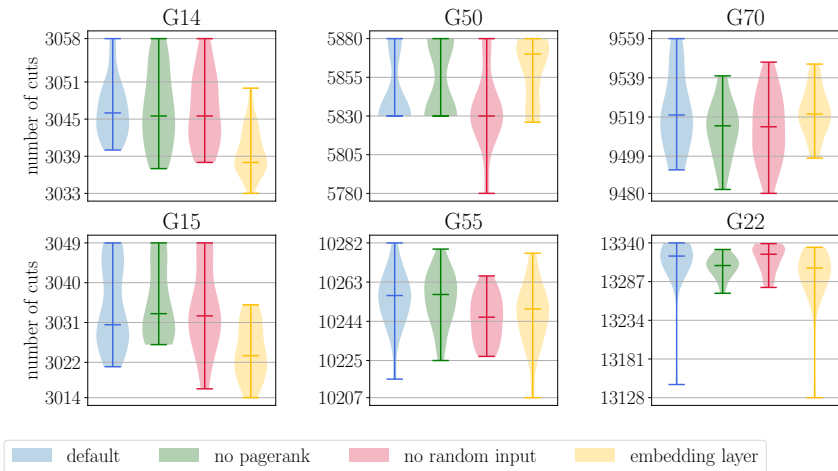 G14
G50
G70
number of cuts
3058
3051
3045
3039
3033
5880
5855
5830
5805
5780
9559
9539
9519
9499
9480
G15
G55
G22
number of cuts
3049
3040
3031
3022
3014
10282
10263
10244
10225
10207
13340
13287
13234
13181
13128
default
no pagerank
no random input
embedding layer